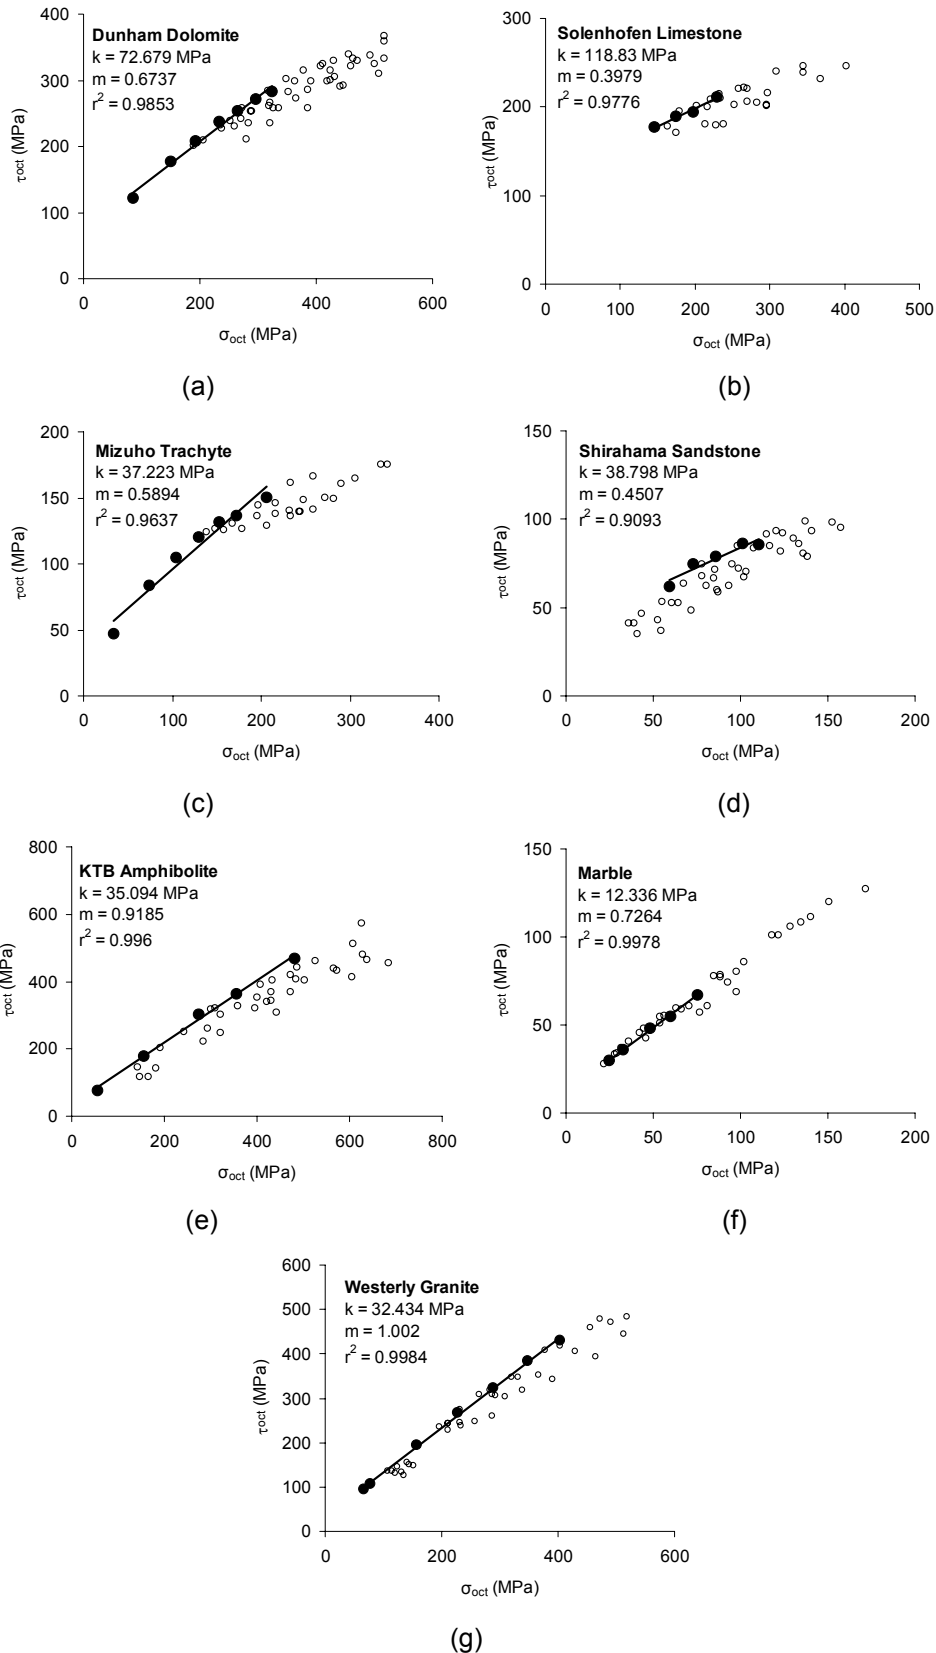 Dunham Dolomite
k = 72.679 MPa
m = 0.6737
r² = 0.9853
400
300
200
100
0
0 200 400 600
τoct (MPa)
σoct (MPa)
(a)
Solenhofen Limestone
k = 118.83 MPa
m = 0.3979
r² = 0.9776
300
200
100
0
0 100 200 300 400 500
τoct (MPa)
σoct (MPa)
(b)
Mizuho Trachyte
k = 37.223 MPa
m = 0.5894
r² = 0.9637
200
150
100
50
0
0 100 200 300 400
τoct (MPa)
σoct (MPa)
(c)
Shirahama Sandstone
k = 38.798 MPa
m = 0.4507
r² = 0.9093
150
100
50
0
0 50 100 150 200
τoct (MPa)
σoct (MPa)
(d)
KTB Amphibolite
k = 35.094 MPa
m = 0.9185
r² = 0.996
800
600
400
200
0
0 200 400 600 800
τoct (MPa)
σoct (MPa)
(e)
Marble
k = 12.336 MPa
m = 0.7264
r² = 0.9978
150
100
50
0
0 50 100 150 200
τoct (MPa)
σoct (MPa)
(f)
Westerly Granite
k = 32.434 MPa
m = 1.002
r² = 0.9984
600
500
400
300
200
100
0
0 200 400 600
τoct (MPa)
σoct (MPa)
(g)